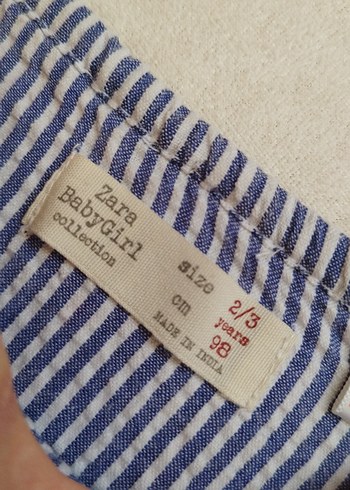 Zara
BabyGirl
collection
size 2/3 years
cm 98
MADE IN INDIA